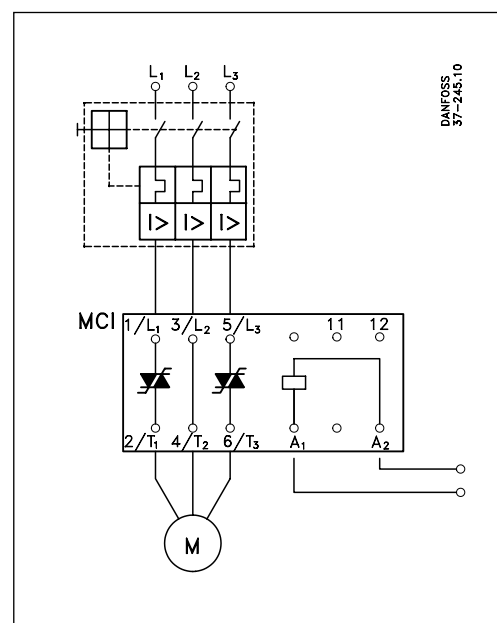 L₁ L₂ L₃
DANFOSS
37-245.10
I> I> I>
MCI 1/L₁ 3/L₂ 5/L₃ 11 12
2/T₁ 4/T₂ 6/T₃ A₁ A₂
M